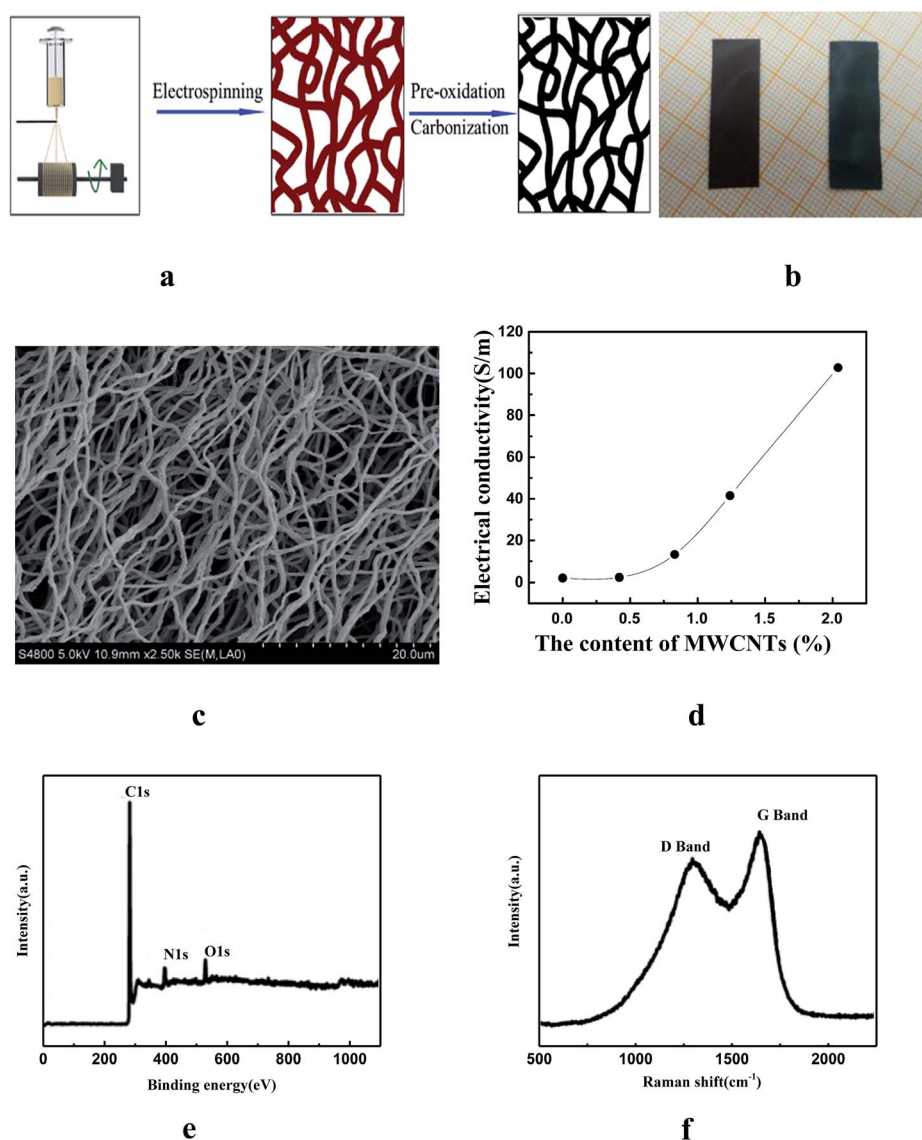 Electrospinning
Pre-oxidation
Carbonization
a
b
S4800 5.0kV 10.9mm x2.50k SE(M,LA0)
20.0um
c
120
100
80
60
40
20
0
Electrical conductivity(S/m)
0.0
0.5
1.0
1.5
2.0
The content of MWCNTs (%)
d
C1s
N1s
O1s
Intensity(a.u.)
0
200
400
600
800
1000
Binding energy(eV)
e
D Band
G Band
Intensity(a.u.)
500
1000
1500
2000
Raman shift(cm⁻¹)
f